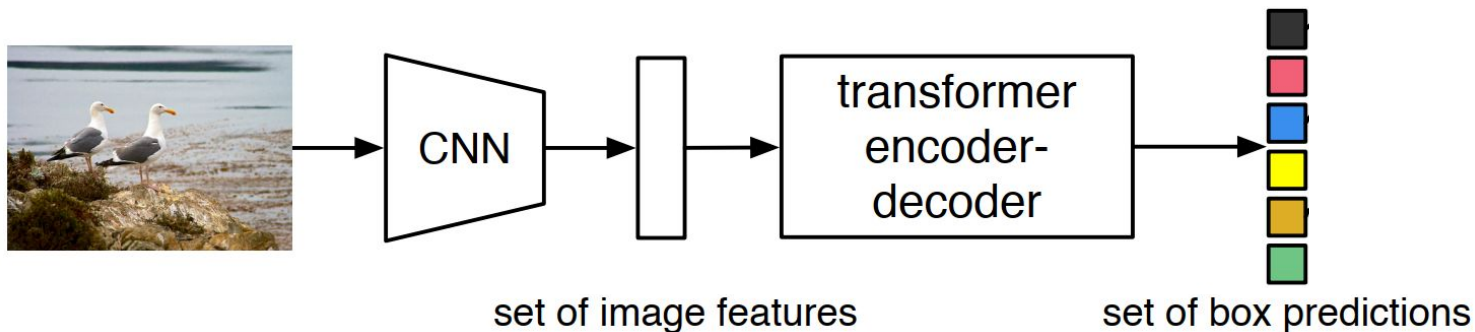 CNN
transformer
encoder-
decoder
set of image features
set of box predictions